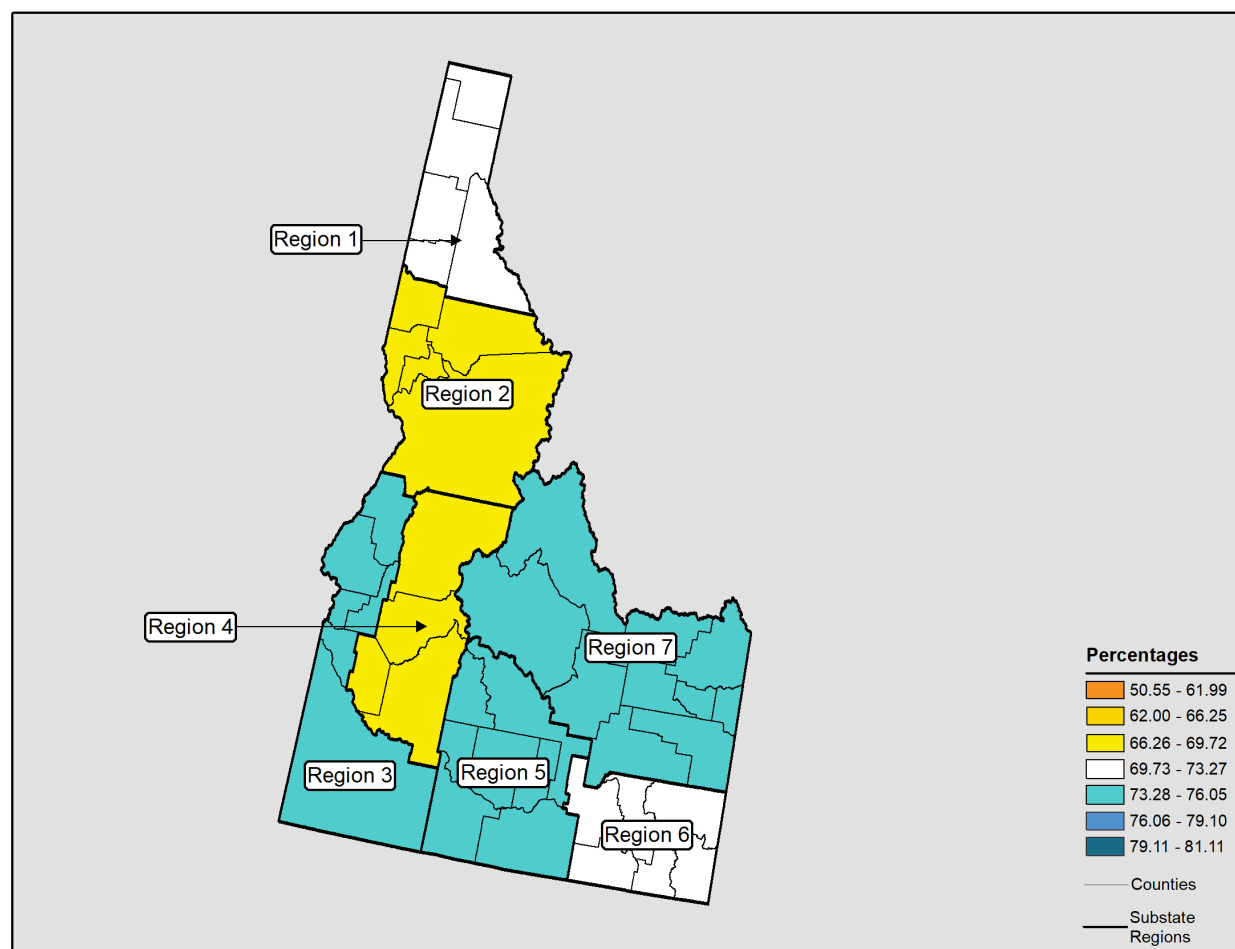 Region 1
Region 2
Region 4
Region 7
Region 3
Region 5
Region 6
Percentages
50.55 - 61.99
62.00 - 66.25
66.26 - 69.72
69.73 - 73.27
73.28 - 76.05
76.06 - 79.10
79.11 - 81.11
Counties
Substate
Regions